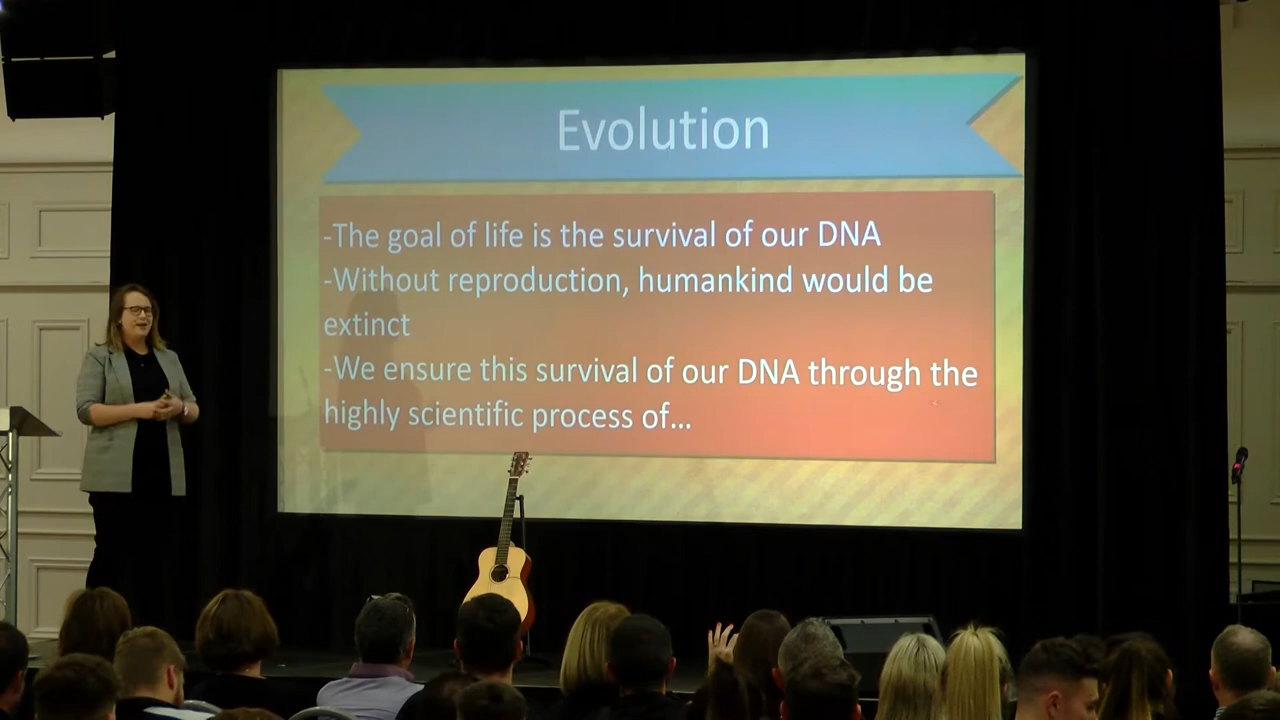 Evolution
-The goal of life is the survival of our DNA
-Without reproduction, humankind would be
extinct
-We ensure this survival of our DNA through the
highly scientific process of...